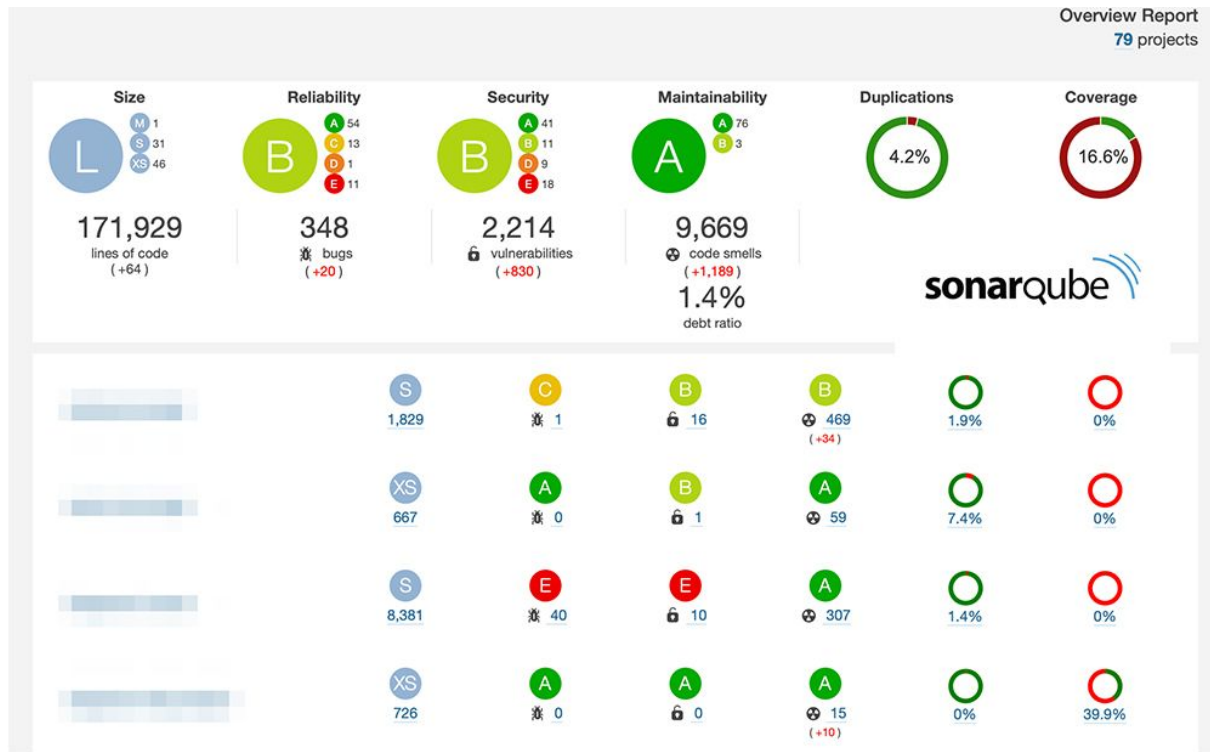 Overview Report
79 projects
Size Reliability Security Maintainability Duplications Coverage
L M 1 S 31 XS 46 B A 54 C 13 D 1 E 11 B A 41 B 11 D 9 E 18 A A 76 B 3 4.2% 16.6%
171,929 348 2,214 9,669
lines of code bugs vulnerabilities code smells
(+64) (+20) (+830) (+1,189)
1.4%
debt ratio
sonarqube
S C B B
1,829 1 16 469 1.9% 0%
(+34)
XS A B A
667 0 1 59 7.4% 0%
S E E A
8,381 40 10 307 1.4% 0%
XS A A A
726 0 0 15 0% 39.9%
(+10)